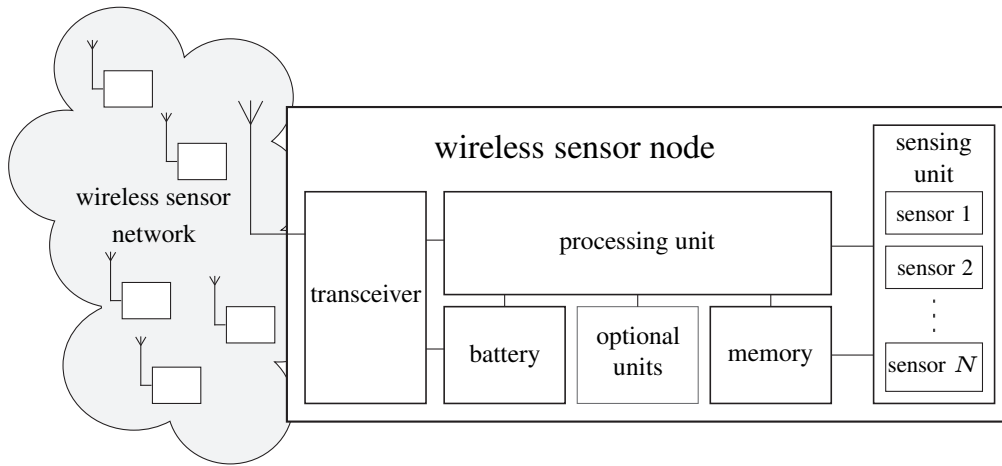 wireless sensor
network
wireless sensor node
transceiver
processing unit
battery
optional
units
memory
sensing
unit
sensor 1
sensor 2
sensor N